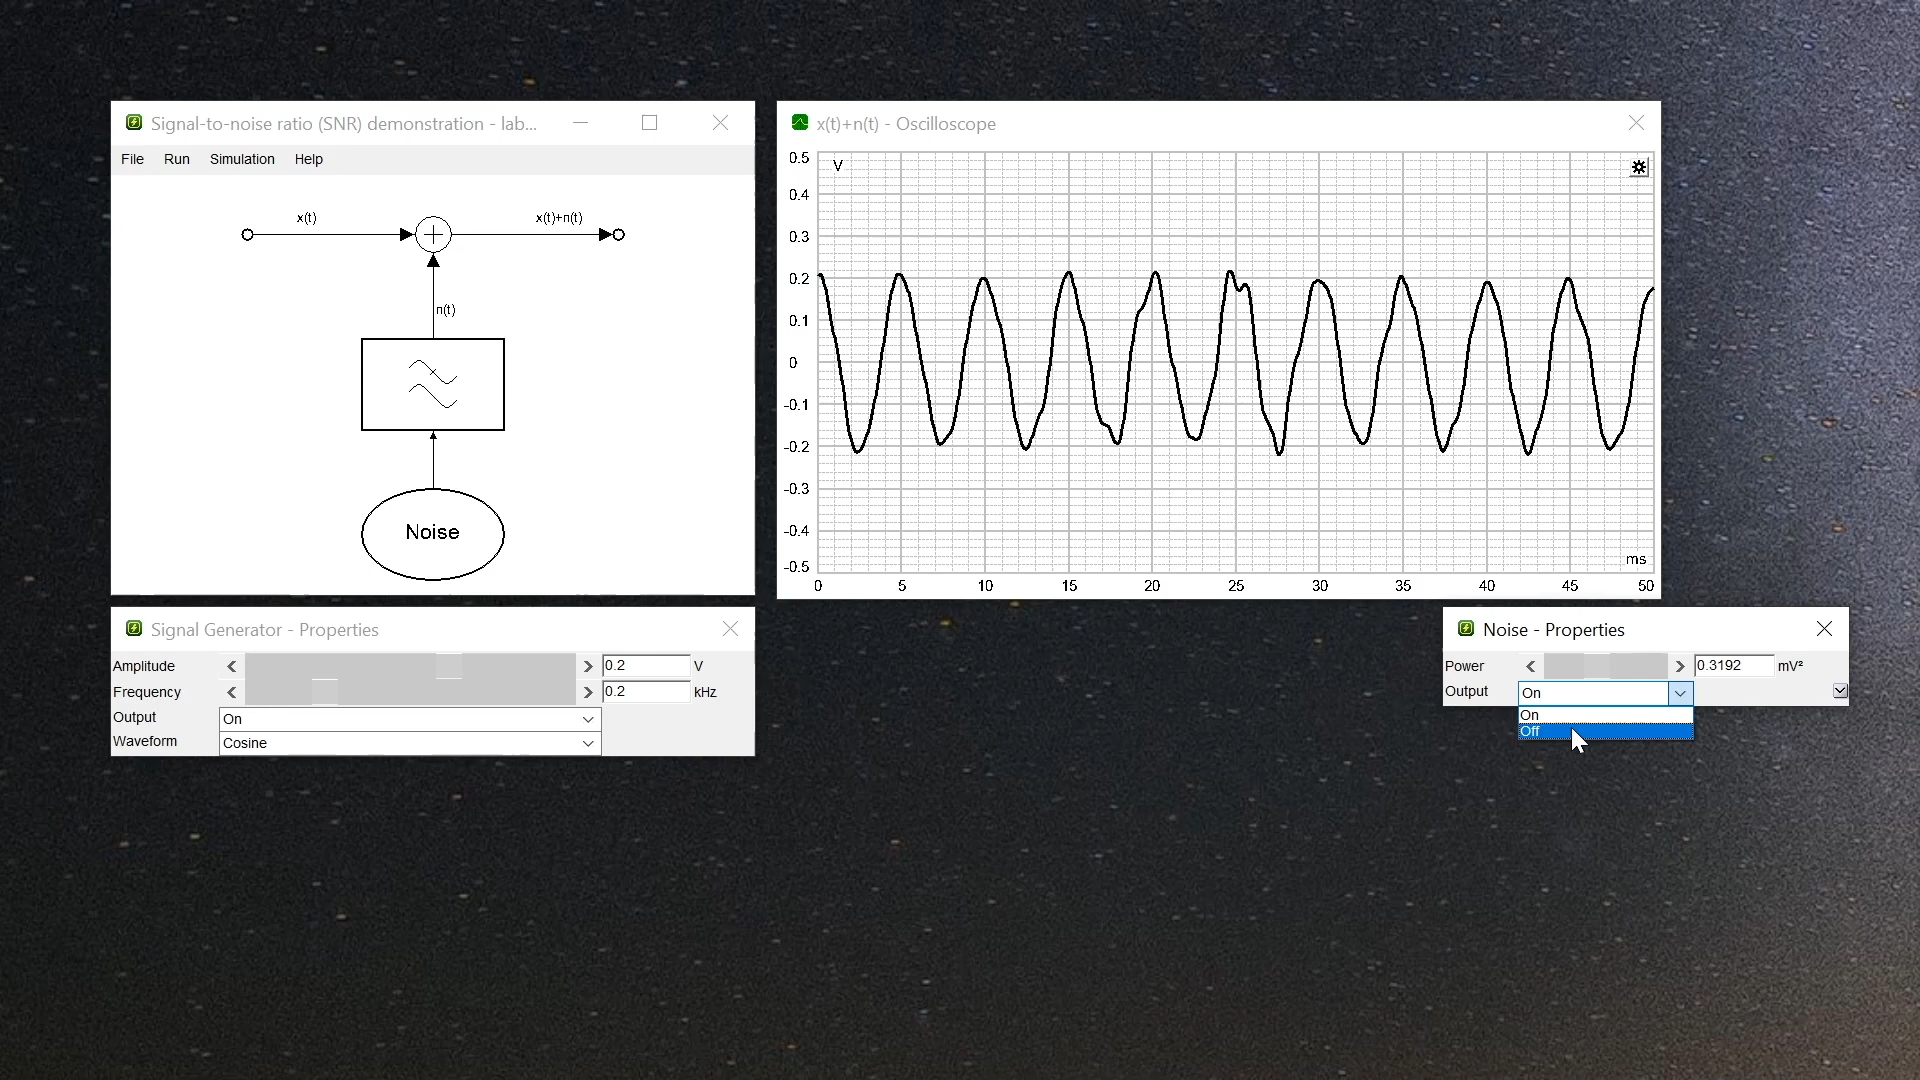 Signal-to-noise ratio (SNR) demonstration - lab...
File Run Simulation Help
x(t)
x(t)+n(t)
n(t)
Noise
x(t)+n(t) - Oscilloscope
0.5
V
0.4
0.3
0.2
0.1
0
-0.1
-0.2
-0.3
-0.4
-0.5
ms
0 5 10 15 20 25 30 35 40 45 50
Signal Generator - Properties
Amplitude 0.2 V
Frequency 0.2 kHz
Output On
Waveform Cosine
Noise - Properties
Power 0.3192 mV²
Output On
On
Off